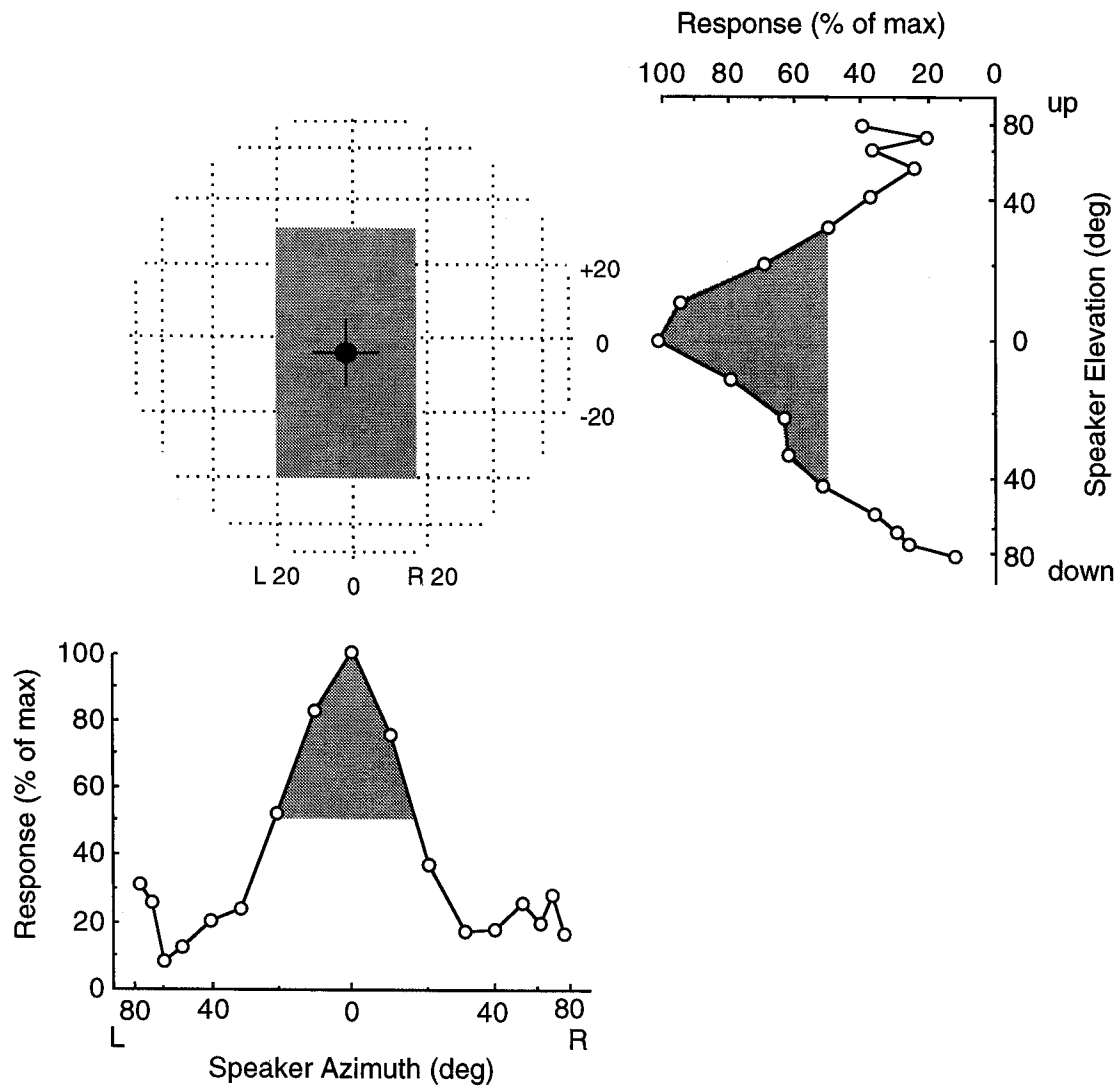 Response (% of max)
100 80 60 40 20 0
up
80
40
0
40
80
down
Speaker Elevation (deg)
+20
0
-20
L 20 0 R 20
Response (% of max)
100
80
60
40
20
0
80 40 0 40 80
L R
Speaker Azimuth (deg)